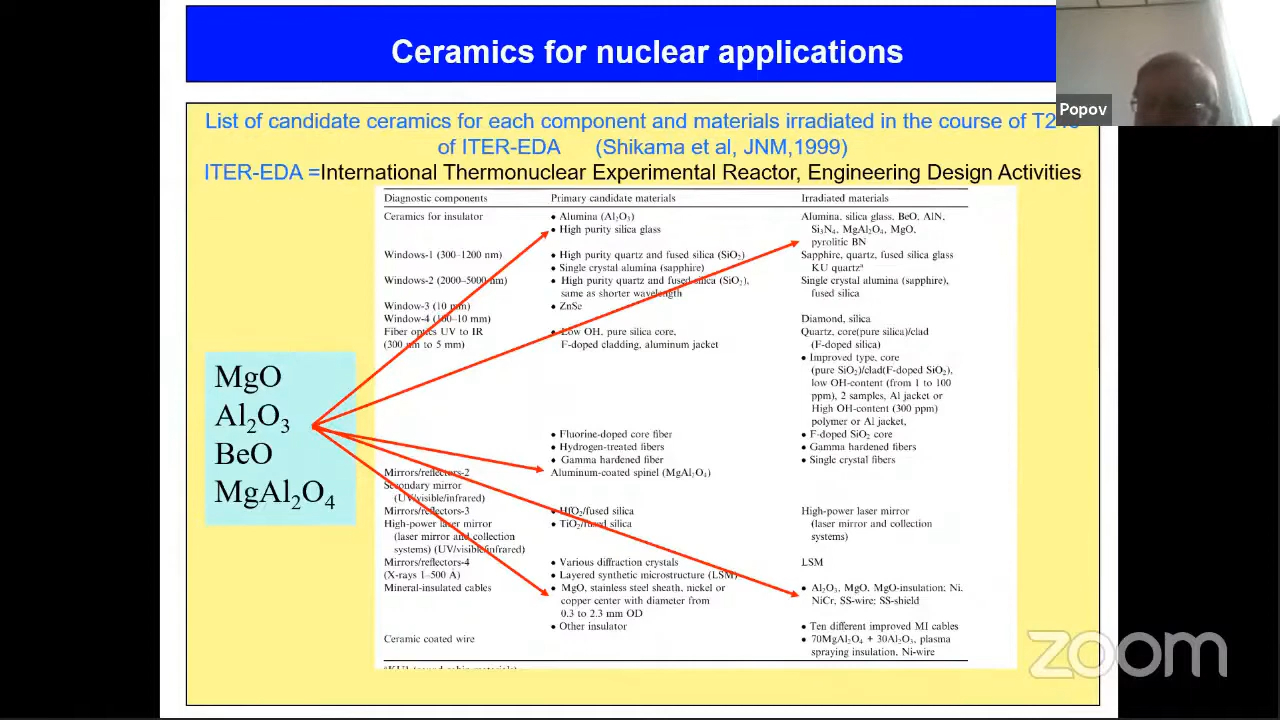 Ceramics for nuclear applications
Popov
List of candidate ceramics for each component and materials irradiated in the course of
of ITER-EDA (Shikama et al, JNM,1999)
ITER-EDA =International Thermonuclear Experimental Reactor, Engineering Design Activities
Diagnostic components Primary candidate materials Irradiated materials
Ceramics for insulator • Alumina (Al₂O₃) Alumina, silica glass, BeO, AlN,
• High purity silica glass Si₃N₄, MgAl₂O₄, MgO,
pyrolitic BN
Windows-1 (300–1200 nm) • High purity quartz and fused silica (SiO₂) Sapphire, quartz, fused silica glass
• Single crystal alumina (sapphire) KU quartzᵃ
Windows-2 (2000–5000 nm) • High purity quartz and fused silica (SiO₂), Single crystal alumina (sapphire),
same as shorter wavelength fused silica
Window-3 (10 nm) • ZnSe
Window-4 (100–10 mm) Diamond, silica
Fiber optics UV to IR • Low OH, pure silica core, Quartz, core(pure silica)/clad
(300 nm to 5 mm) F-doped cladding, aluminum jacket (F-doped silica)
• Improved type, core
(pure SiO₂)/clad(F-doped SiO₂),
low OH-content (from 1 to 100
ppm), 2 samples, Al jacket or
High OH-content (300 ppm)
polymer or Al jacket,
• Fluorine-doped core fiber • F-doped SiO₂ core
• Hydrogen-treated fibers • Gamma hardened fibers
• Gamma hardened fiber • Single crystal fibers
Mirrors/reflectors-2 Aluminum-coated spinel (MgAl₂O₄)
Secondary mirror
(UV/visible/infrared)
Mirrors/reflectors-3 • HfO₂/fused silica High-power laser mirror
High-power laser mirror • TiO₂/fused silica (laser mirror and collection
(laser mirror and collection systems)
systems) (UV/visible/infrared)
Mirrors/reflectors-4 • Various diffraction crystals LSM
(X-rays 1–500 A) • Layered synthetic microstructure (LSM)
Mineral-insulated cables • MgO, stainless steel sheath, nickel or • Al₂O₃, MgO, MgO-insulation; Ni,
copper center with diameter from NiCr, SS-wire; SS-shield
0.3 to 2.3 mm OD
• Other insulator • Ten different improved MI cables
Ceramic coated wire • 70MgAl₂O₄ + 30Al₂O₃, plasma
spraying insulation, Ni-wire
MgO
Al₂O₃
BeO
MgAl₂O₄
zoom